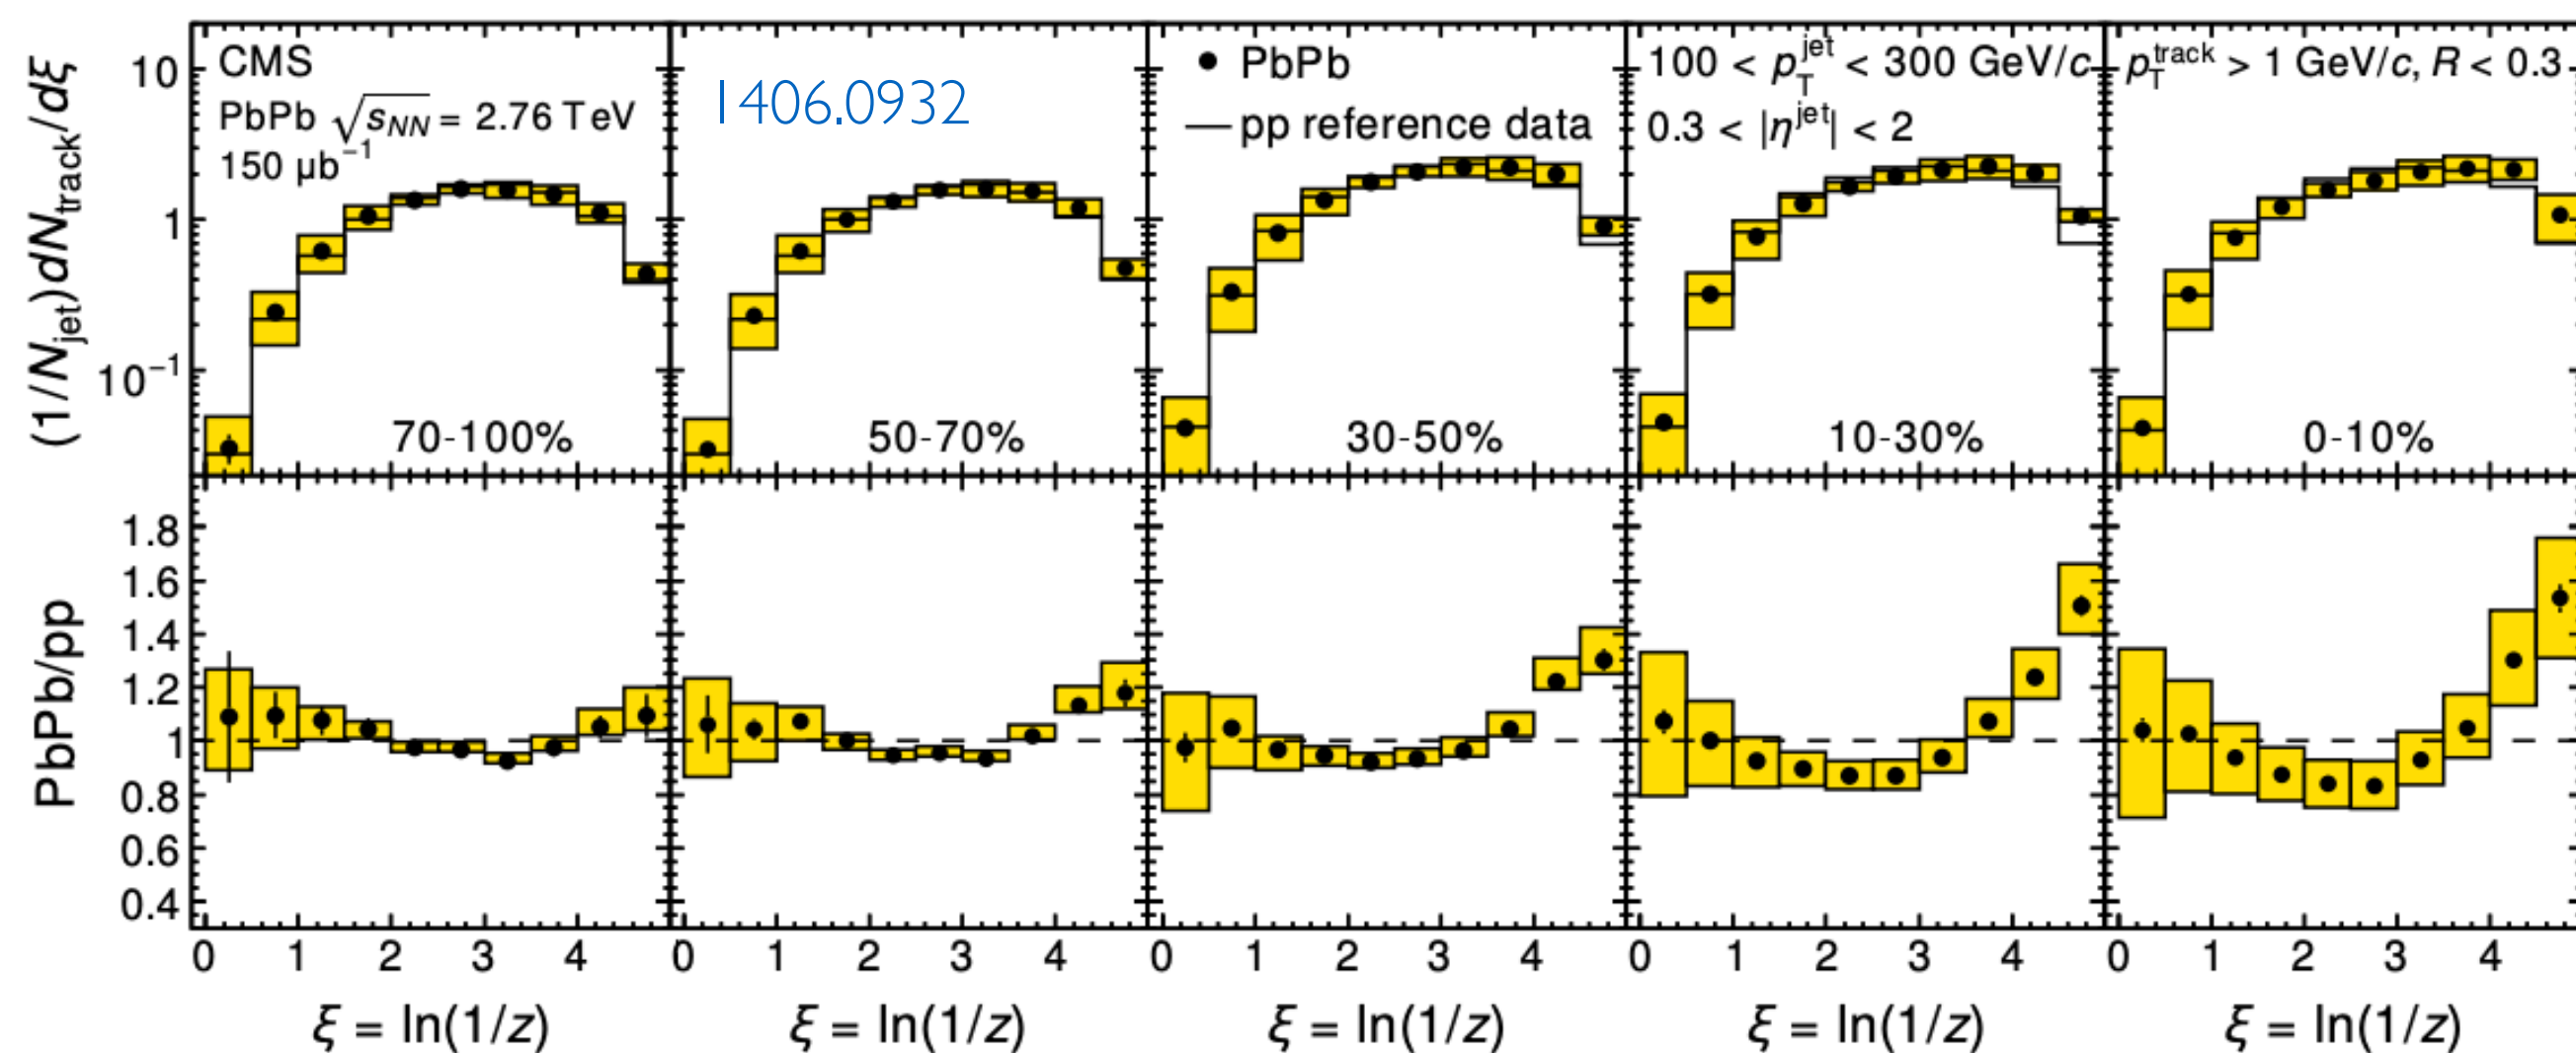 CMS
PbPb √sNN = 2.76 TeV
150 μb⁻¹
1406.0932
PbPb
pp reference data
100 < pTjet < 300 GeV/c
0.3 < |ηjet| < 2
pTtrack > 1 GeV/c, R < 0.3
(1/Njet)dNtrack/dξ
10
1
10⁻¹
70-100%
50-70%
30-50%
10-30%
0-10%
PbPb/pp
1.8
1.6
1.4
1.2
1
0.8
0.6
0.4
0 1 2 3 4 0 1 2 3 4 0 1 2 3 4 0 1 2 3 4 0 1 2 3 4
ξ = ln(1/z) ξ = ln(1/z) ξ = ln(1/z) ξ = ln(1/z) ξ = ln(1/z)